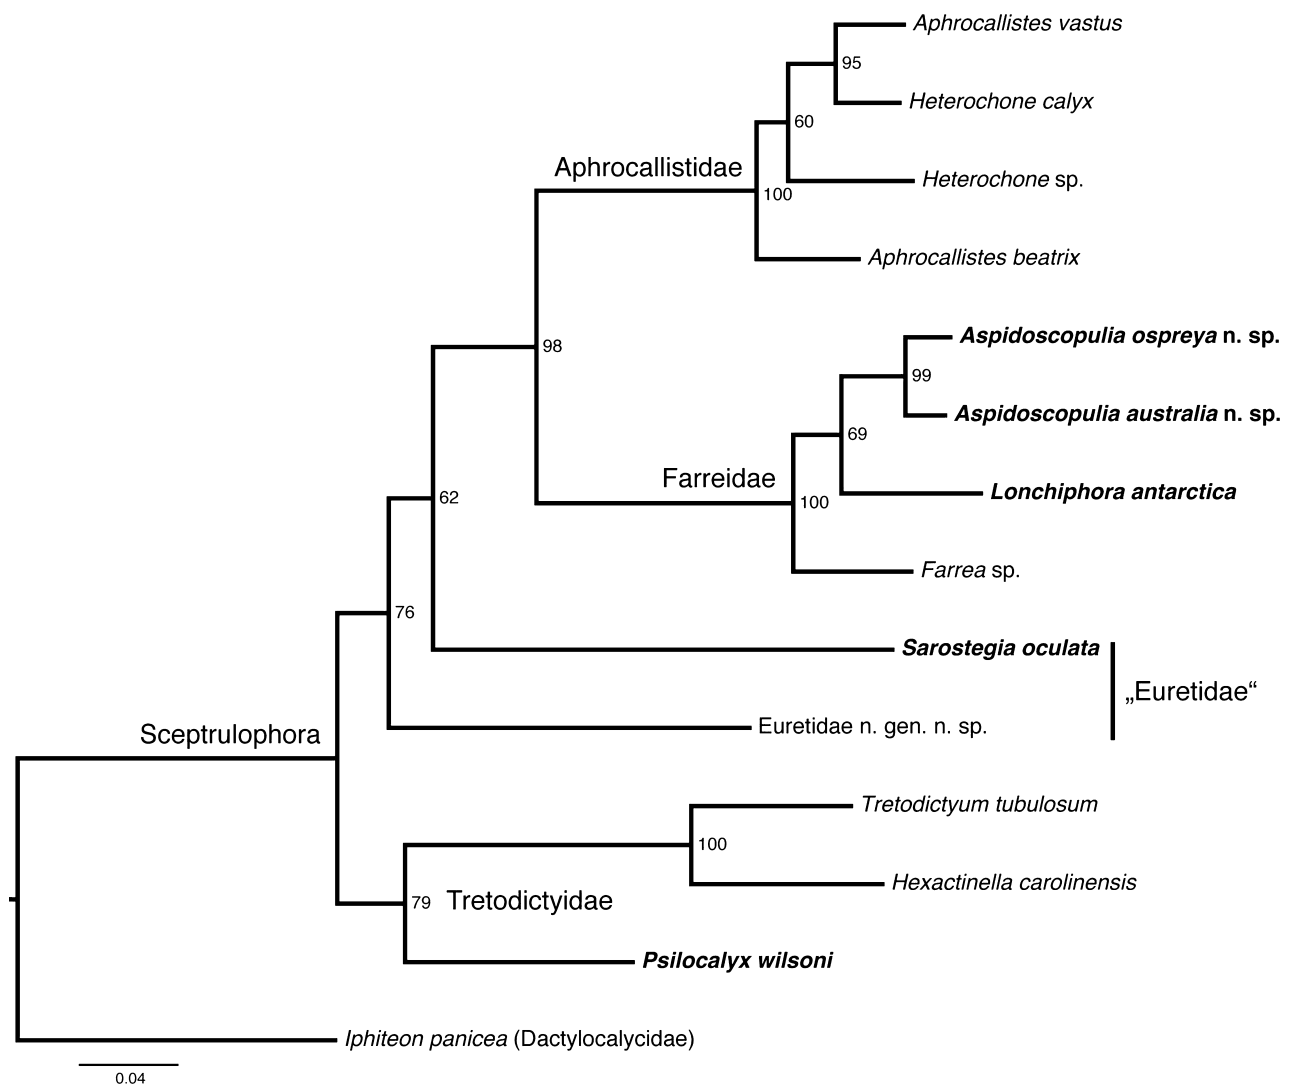 Aphrocallistes vastus
95
Heterochone calyx
60
Aphrocallistidae
Heterochone sp.
100
Aphrocallistes beatrix
Aspidoscopulia ospreya n. sp.
98
99
Aspidoscopulia australia n. sp.
69
Farreidae
Lonchiphora antarctica
62
100
Farrea sp.
76
Sarostegia oculata
„Euretidae“
Euretidae n. gen. n. sp.
Sceptrulophora
Tretodictyum tubulosum
100
Hexactinella carolinensis
79 Tretodictyidae
Psilocalyx wilsoni
Iphiteon panicea (Dactylocalycidae)
0.04